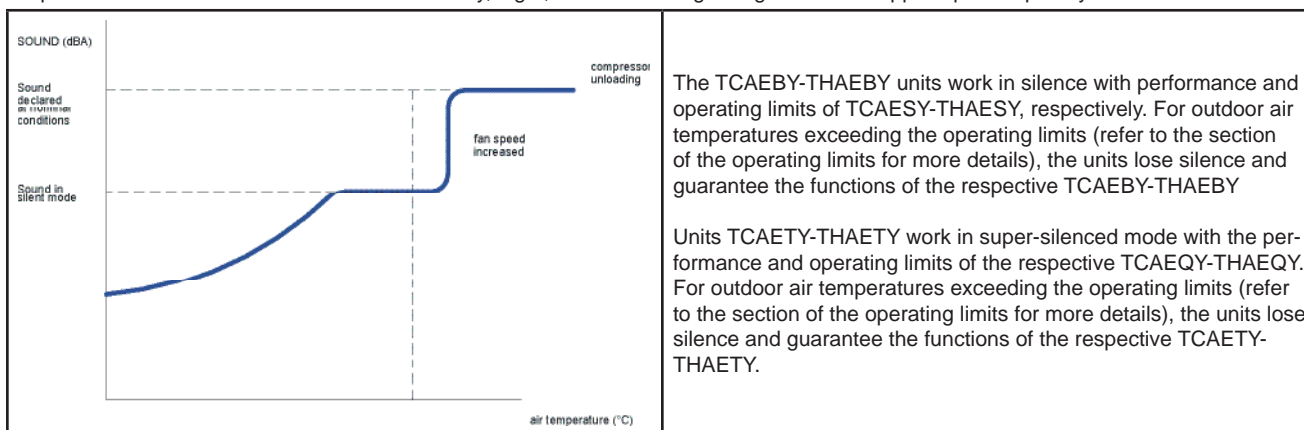 SOUND (dBA)
Sound
declared
at nominal
conditions
Sound in
silent mode
compressor
unloading
fan speed
increased
air temperature (°C)
The TCAEBY-THAEBY units work in silence with performance and
operating limits of TCAESY-THAESY, respectively. For outdoor air
temperatures exceeding the operating limits (refer to the section
of the operating limits for more details), the units lose silence and
guarantee the functions of the respective TCAEBY-THAEBY
Units TCAETY-THAETY work in super-silenced mode with the per-
formance and operating limits of the respective TCAEQY-THAEQY.
For outdoor air temperatures exceeding the operating limits (refer
to the section of the operating limits for more details), the units lose
silence and guarantee the functions of the respective TCAETY-
THAETY.